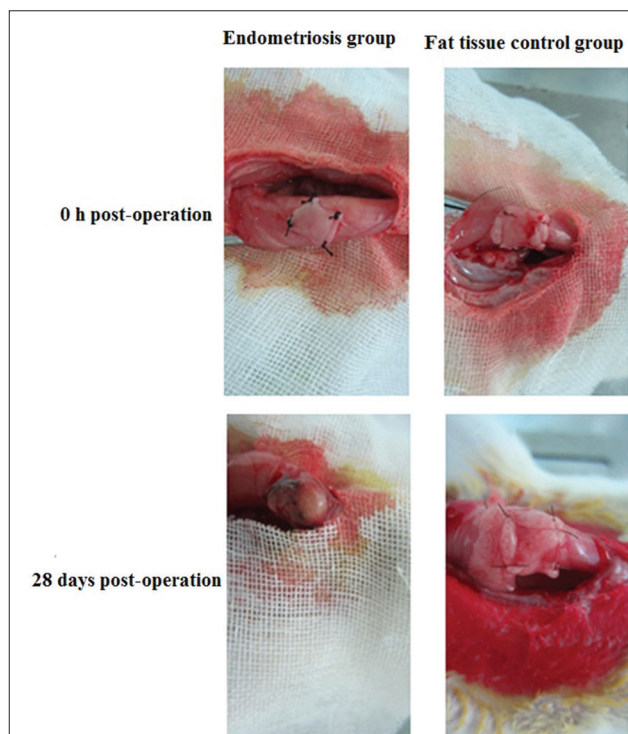 Endometriosis group
Fat tissue control group
0 h post-operation
28 days post-operation